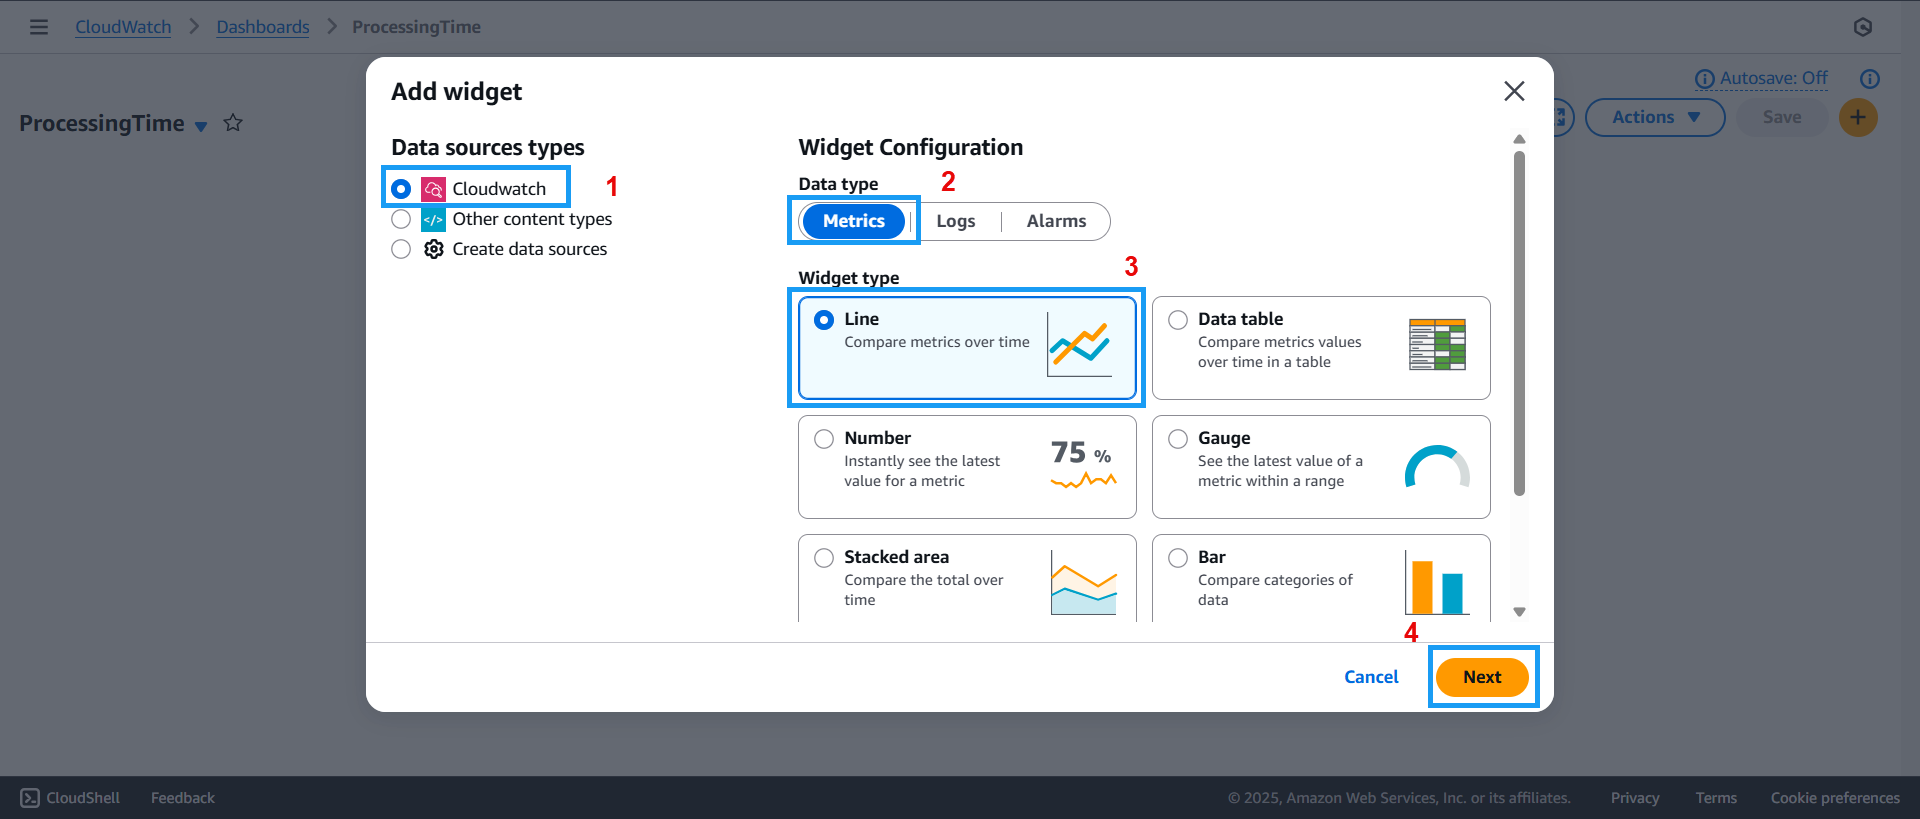 CloudWatch > Dashboards > ProcessingTime
Autosave: Off
ProcessingTime
Actions
Save
Add widget
Data sources types
Cloudwatch
1
Other content types
Create data sources
Widget Configuration
Data type
2
Metrics
Logs
Alarms
Widget type
3
Line
Compare metrics over time
Data table
Compare metrics values
over time in a table
Number
Instantly see the latest
value for a metric
75 %
Gauge
See the latest value of a
metric within a range
Stacked area
Compare the total over
time
Bar
Compare categories of
data
4
Cancel
Next
CloudShell
Feedback
© 2025, Amazon Web Services, Inc. or its affiliates.
Privacy
Terms
Cookie preferences